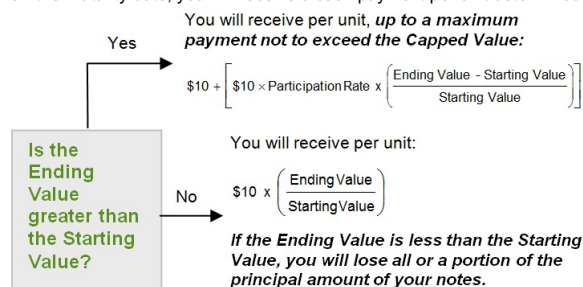 You will receive per unit, up to a maximum
payment not to exceed the Capped Value:
Yes
$10 + [ $10 × Participation Rate x ( Ending Value - Starting Value
Starting Value ) ]
Is the
Ending
Value
greater than
the Starting
Value?
No
You will receive per unit:
$10 x ( Ending Value
Starting Value )
If the Ending Value is less than the Starting
Value, you will lose all or a portion of the
principal amount of your notes.